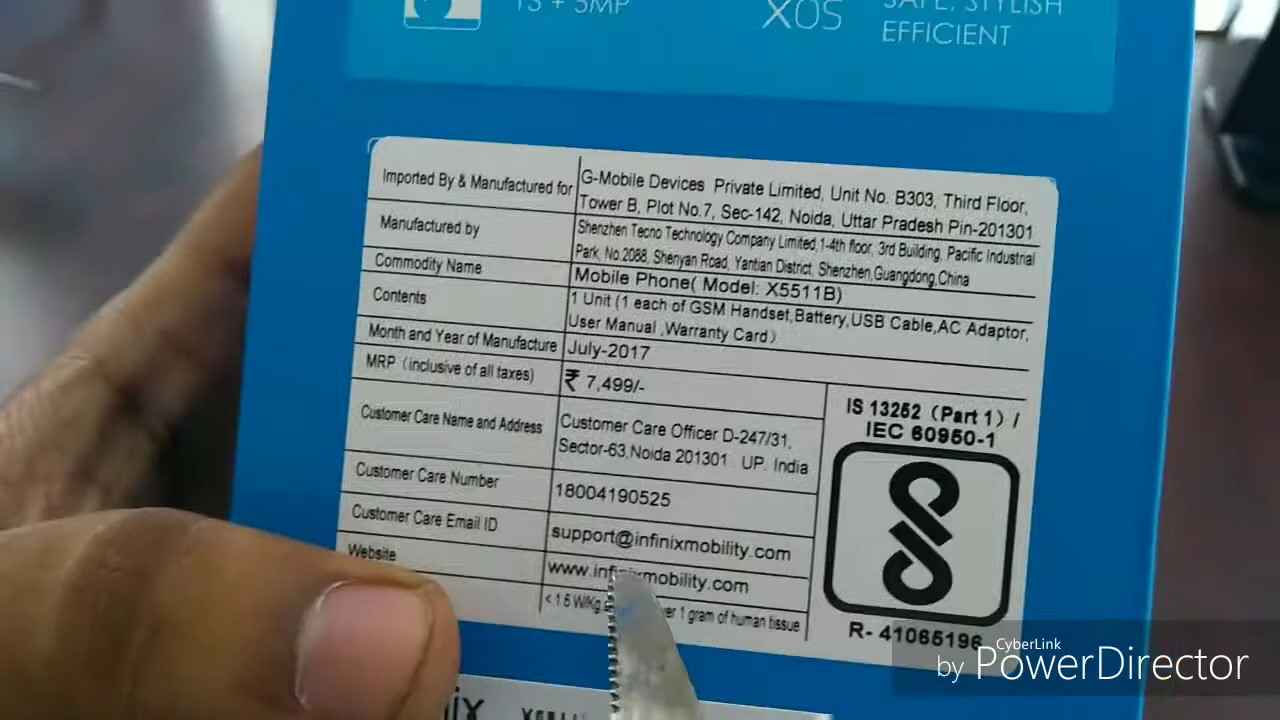 13 + 5MP
XOS
SAFE, STYLISH
EFFICIENT
Imported By & Manufactured for
G-Mobile Devices Private Limited, Unit No. B303, Third Floor,
Tower B, Plot No.7, Sec-142, Noida, Uttar Pradesh Pin-201301
Manufactured by
Shenzhen Tecno Technology Company Limited,1-4th floor, 3rd Building, Pacific Industrial
Park, No.2088, Shenyan Road, Yantian District, Shenzhen,Guangdong,China
Commodity Name
Mobile Phone( Model: X5511B)
Contents
1 Unit (1 each of GSM Handset,Battery,USB Cable,AC Adaptor,
User Manual ,Warranty Card)
Month and Year of Manufacture
July-2017
MRP (inclusive of all taxes)
₹ 7,499/-
Customer Care Name and Address
Customer Care Officer D-247/31,
Sector-63,Noida 201301 UP. India
Customer Care Number
18004190525
Customer Care Email ID
support@infinixmobility.com
Website
www.infinixmobility.com
<1.6 W/Kg 1 gram of human tissue
IS 13252 (Part 1) /
IEC 60950-1
R- 41065196
CyberLink
by PowerDirector